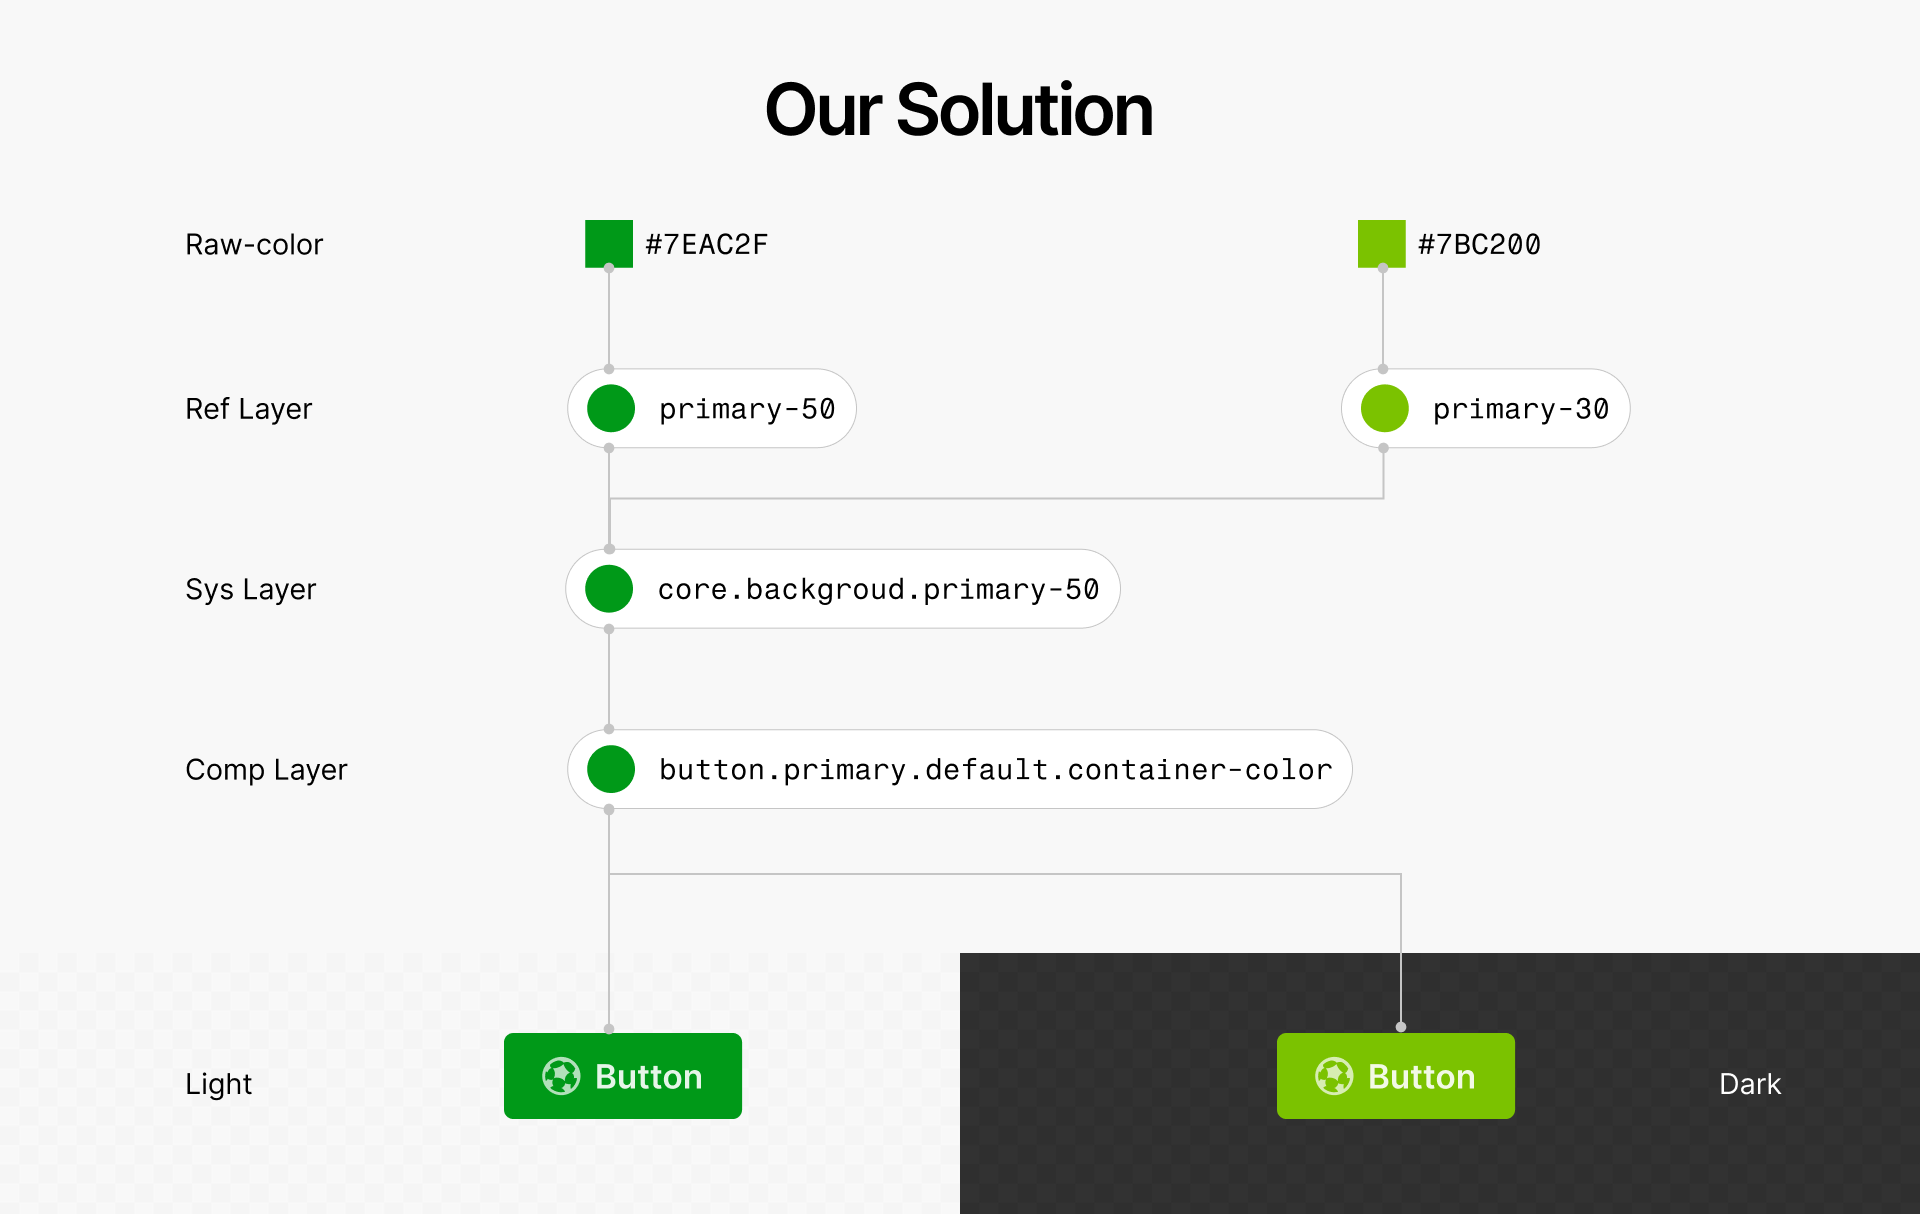 Our Solution
Raw-color
#7EAC2F
#7BC200
Ref Layer
primary-50
primary-30
Sys Layer
core.backgroud.primary-50
Comp Layer
button.primary.default.container-color
Light
Button
Button
Dark